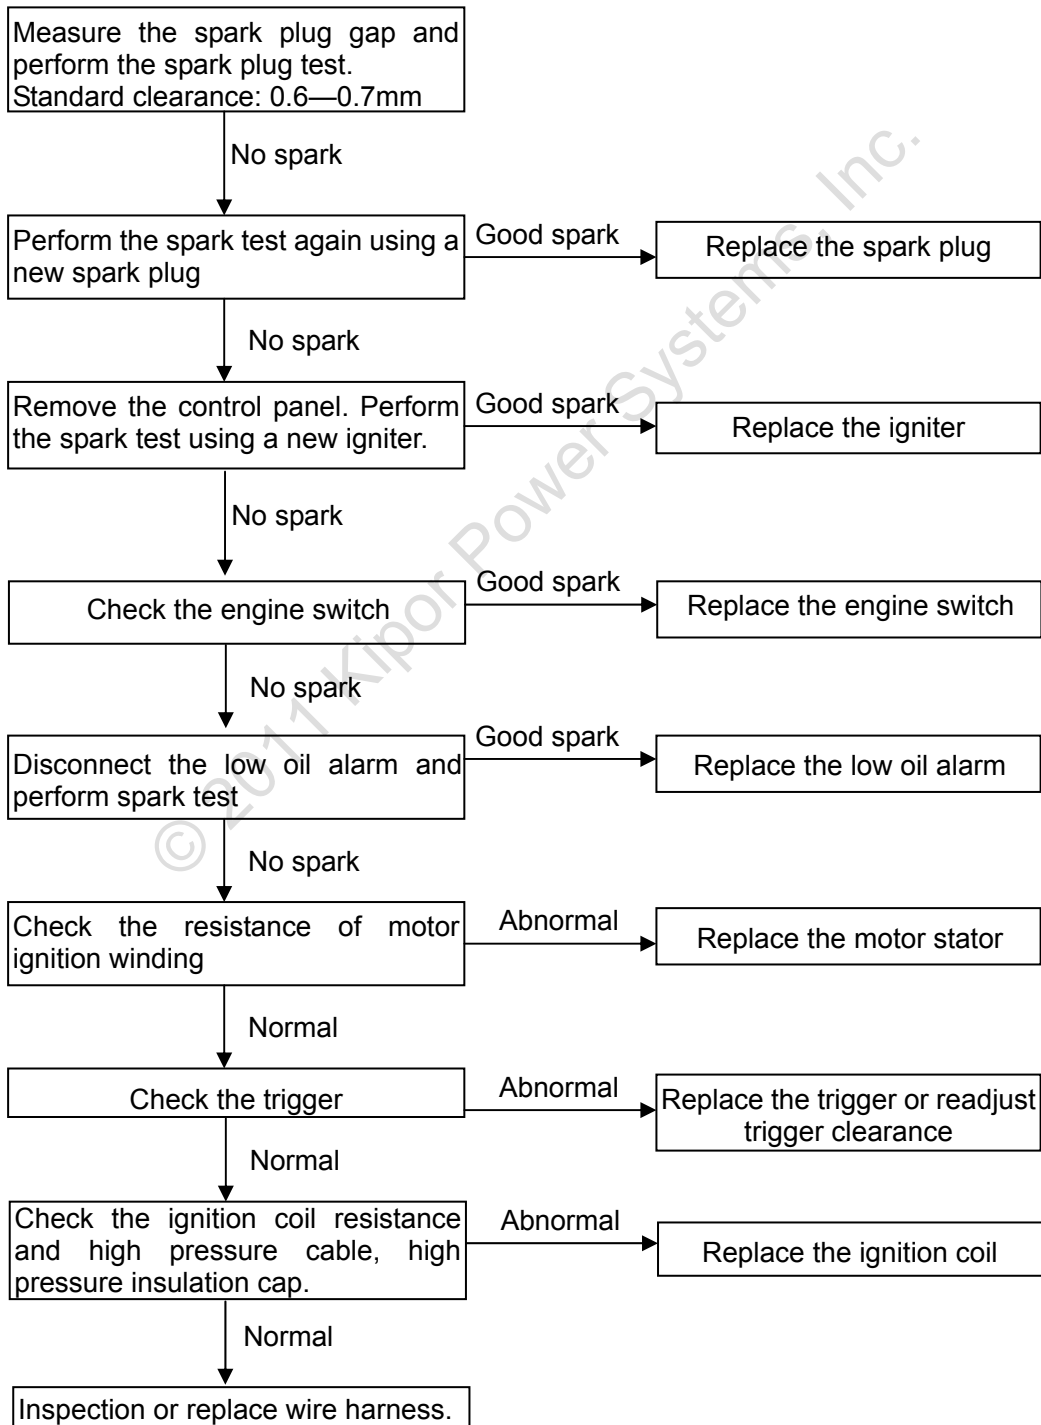 Measure the spark plug gap and
perform the spark plug test.
Standard clearance: 0.6—0.7mm
No spark
Perform the spark test again using a
new spark plug
Good spark
Replace the spark plug
No spark
Remove the control panel. Perform
the spark test using a new igniter.
Good spark
Replace the igniter
No spark
Check the engine switch
Good spark
Replace the engine switch
No spark
Disconnect the low oil alarm and
perform spark test
Good spark
Replace the low oil alarm
No spark
Check the resistance of motor
ignition winding
Abnormal
Replace the motor stator
Normal
Check the trigger
Abnormal
Replace the trigger or readjust
trigger clearance
Normal
Check the ignition coil resistance
and high pressure cable, high
pressure insulation cap.
Abnormal
Replace the ignition coil
Normal
Inspection or replace wire harness.
© 2011 Kipor Power Systems, Inc.